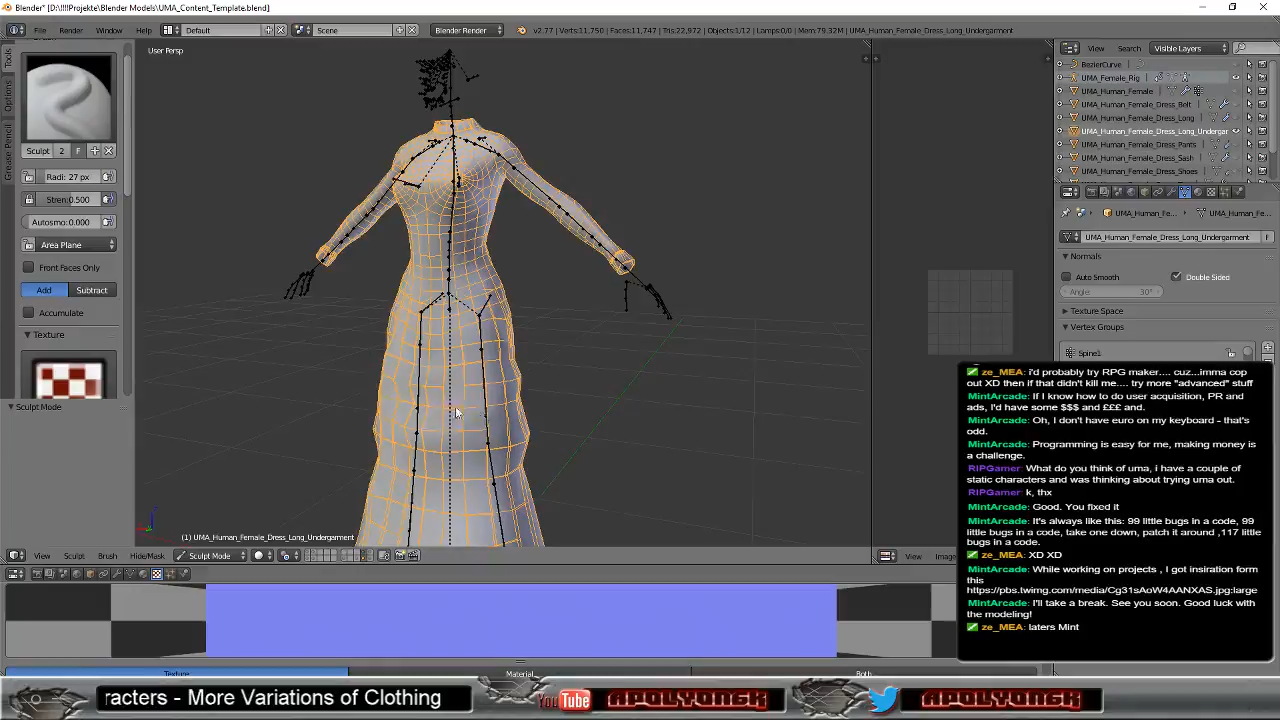 Blender* [D:\!!!!Projekte\Blender Models\UMA_Content_Template.blend]
File Render Window Help Default Scene Blender Render v2.77 | Verts:11,750 | Faces:11,747 | Tris:22,972 | Objects:1/12 | Lamps:0/0 | Mem:79.32M | UMA_Human_Female_Dress_Long_Undergarment
View Search Visible Layers
User Persp
Tools
Options
Grease Pencil
BezierCurve
UMA_Female_Rig
UMA_Human_Female
UMA_Human_Female_Dress_Belt
UMA_Human_Female_Dress_Long
UMA_Human_Female_Dress_Long_Undergar
UMA_Human_Female_Dress_Pants
UMA_Human_Female_Dress_Sash
UMA_Human_Female_Dress_Shoes
Sculpt 2 F
Radi: 27 px
Stren:0.500
Autosmo:0.000
Area Plane
Front Faces Only
Add Subtract
Accumulate
Texture
Sculpt Mode
UMA_Human_Fe... UMA_Human_Fe...
UMA_Human_Female_Dress_Long_Undergarment F
Normals
Auto Smooth Double Sided
Angle: 30°
Texture Space
Vertex Groups
Spine1
ze_MEA: i'd probably try RPG maker.... cuz...imma cop
out XD then if that didn't kill me.... try more "advanced" stuff
MintArcade: If I know how to do user acquisition, PR and
ads, I'd have some $$$ and £££ and.
MintArcade: Oh, I don't have euro on my keyboard - that's
odd.
MintArcade: Programming is easy for me, making money is
a challenge.
RIPGamer: What do you think of uma, i have a couple of
static characters and was thinking about trying uma out.
RIPGamer: k, thx
MintArcade: Good. You fixed it
MintArcade: It's always like this: 99 little bugs in a code, 99
little bugs in a code, take one down, patch it around ,117 little
bugs in a code.
ze_MEA: XD XD
MintArcade: While working on projects , I got insiration form
this
https://pbs.twimg.com/media/Cg31sAoW4AANXAS.jpg:large
MintArcade: I'll take a break. See you soon. Good luck with
the modeling!
ze_MEA: laters Mint
(1) UMA_Human_Female_Dress_Long_Undergarment
View Sculpt Brush Hide/Mask Sculpt Mode
View Image
Texture Material Both
racters - More Variations of Clothing
YouTube APOLYONGK APOLYONGK